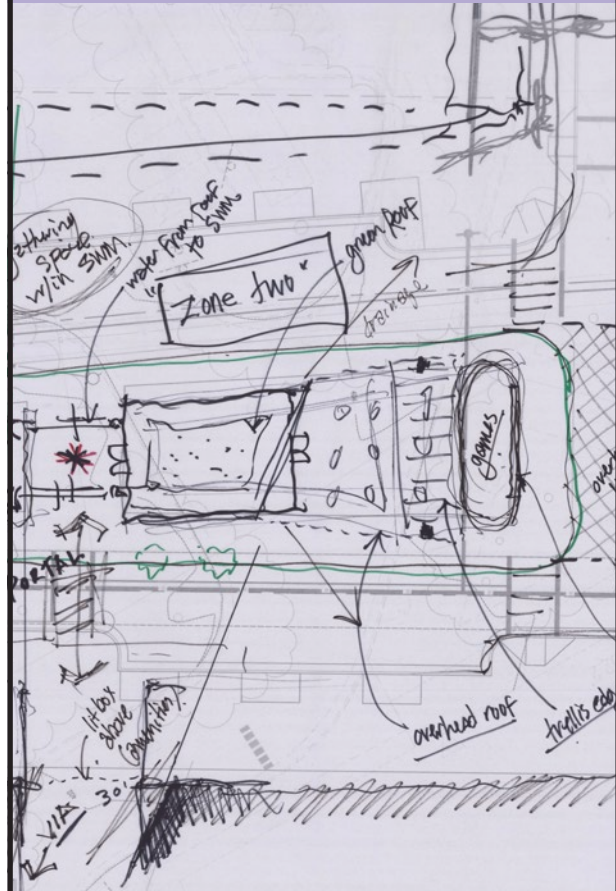 gathering
space
w/in SWM.
water from roof
to SWM
"Zone two"
green roof
drainage
games
PORTAL
lit box
above
overhead roof
trellis
30'
VIA